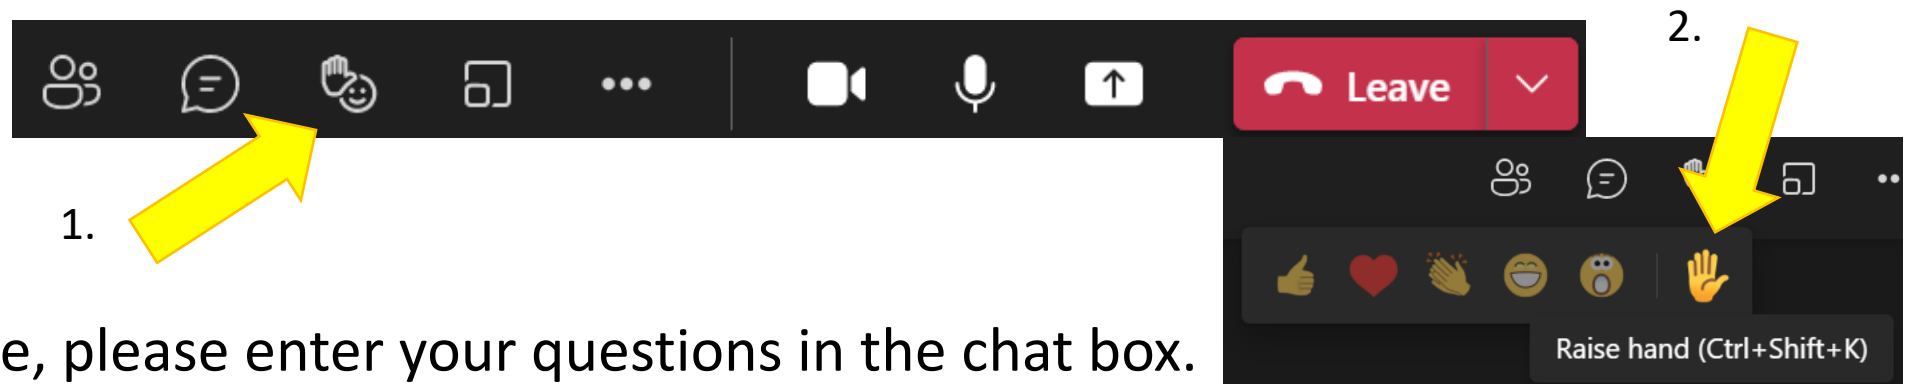 2.
Leave
1.
e, please enter your questions in the chat box.
Raise hand (Ctrl+Shift+K)